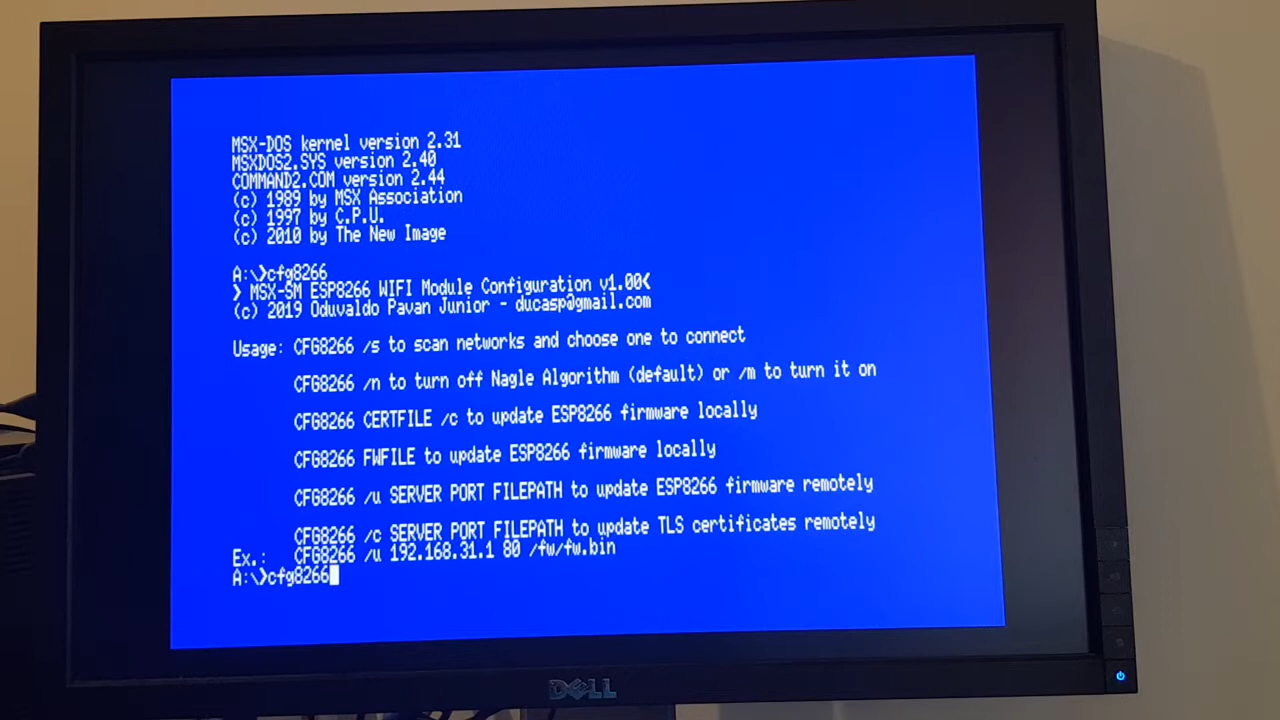 MSX-DOS kernel version 2.31
MSXDOS2.SYS version 2.40
COMMAND2.COM version 2.44
(c) 1989 by MSX Association
(c) 1997 by C.P.U.
(c) 2010 by The New Image
A:\>cfg8266
> MSX-SM ESP8266 WIFI Module Configuration v1.00<
(c) 2019 Oduvaldo Pavan Junior - ducasp@gmail.com
Usage: CFG8266 /s to scan networks and choose one to connect
CFG8266 /n to turn off Nagle Algorithm (default) or /m to turn it on
CFG8266 CERTFILE /c to update ESP8266 firmware locally
CFG8266 FWFILE to update ESP8266 firmware locally
CFG8266 /u SERVER PORT FILEPATH to update ESP8266 firmware remotely
CFG8266 /c SERVER PORT FILEPATH to update TLS certificates remotely
Ex.: CFG8266 /u 192.168.31.1 80 /fw/fw.bin
A:\>cfg8266
DELL